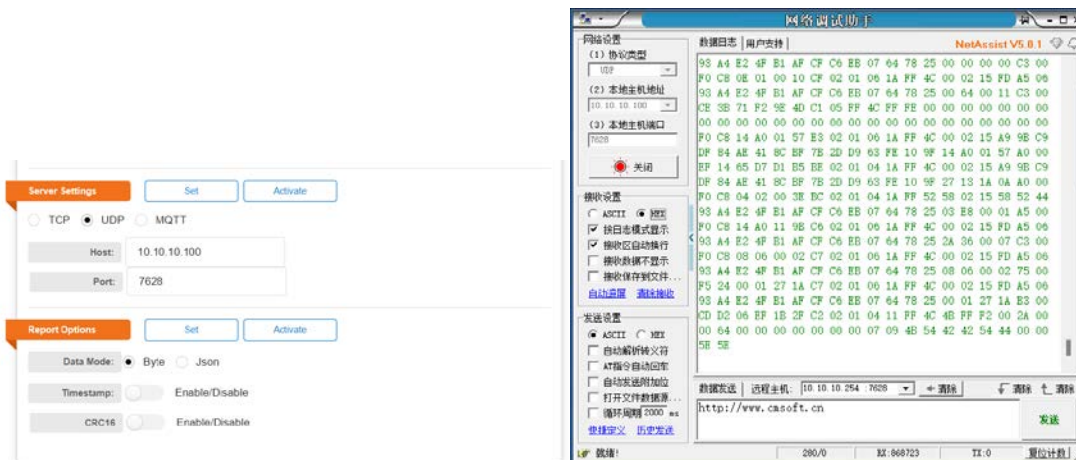 Server Settings
Set
Activate
TCP
UDP
MQTT
Host:
10.10.10.100
Port:
7628
Report Options
Set
Activate
Data Mode:
Byte
Json
Timestamp:
Enable/Disable
CRC16
Enable/Disable
网络调试助手
网络设置
(1) 协议类型
UDP
(2) 本地主机地址
10.10.10.100
(3) 本地主机端口
7628
关闭
接收设置
ASCII HEX
按日志模式显示
接收区自动换行
接收数据不显示
接收保存到文件...
自动滚屏 清除接收
发送设置
ASCII HEX
自动解析转义符
AT指令自动回车
自动发送附加位
打开文件数据源...
循环周期 2000 ms
快捷定义 历史发送
数据日志 用户支持
NetAssist V5.0.1
93 A4 E2 4F B1 AF CF C6 EB 07 64 78 25 00 00 00 00 C3 00
F0 C8 0E 01 00 10 CF 02 01 06 1A FF 4C 00 02 15 FD A5 06
93 A4 E2 4F B1 AF CF C6 EB 07 64 78 25 00 64 00 11 C3 00
CE 3B 71 F2 9E 4D C1 05 FF 4C FF FE 00 00 00 00 00 00 00
00 00 00 00 00 00 00 00 00 00 00 00 00 00 00 00 00 00 00
F0 C8 14 A0 01 57 E3 02 01 06 1A FF 4C 00 02 15 A9 9B C9
DF 84 AE 41 8C BF 7B 2D D9 63 FE 10 9F 14 A0 01 57 A0 00
EF 14 65 D7 D1 B5 BE 02 01 04 1A FF 4C 00 02 15 A9 9B C9
DF 84 AE 41 8C BF 7B 2D D9 63 FE 10 9F 27 13 1A 0A A0 00
F0 C8 04 02 00 3E BC 02 01 04 1A FF 52 58 02 15 58 52 44
93 A4 E2 4F B1 AF CF C6 EB 07 64 78 25 03 E8 00 01 A5 00
F0 C8 14 A0 11 9B C6 02 01 06 1A FF 4C 00 02 15 FD A5 06
93 A4 E2 4F B1 AF CF C6 EB 07 64 78 25 2A 36 00 07 C3 00
F0 C8 08 06 00 02 C7 02 01 06 1A FF 4C 00 02 15 FD A5 06
93 A4 E2 4F B1 AF CF C6 EB 07 64 78 25 08 06 00 02 75 00
F5 24 00 01 27 1A C7 02 01 06 1A FF 4C 00 02 15 FD A5 06
93 A4 E2 4F B1 AF CF C6 EB 07 64 78 25 00 01 27 1A B3 00
CD D2 06 EF 1B 2F C2 02 01 04 11 FF 4C 4B FF F2 00 2A 00
00 64 00 00 00 00 00 00 00 07 09 4B 54 42 42 54 44 00 00
5E 5E
数据发送 远程主机: 10.10.10.254 :7628 清除 清除 清除
http://www.cmsoft.cn
发送
就绪! 280/0 RX:868723 TX:0 复位计数